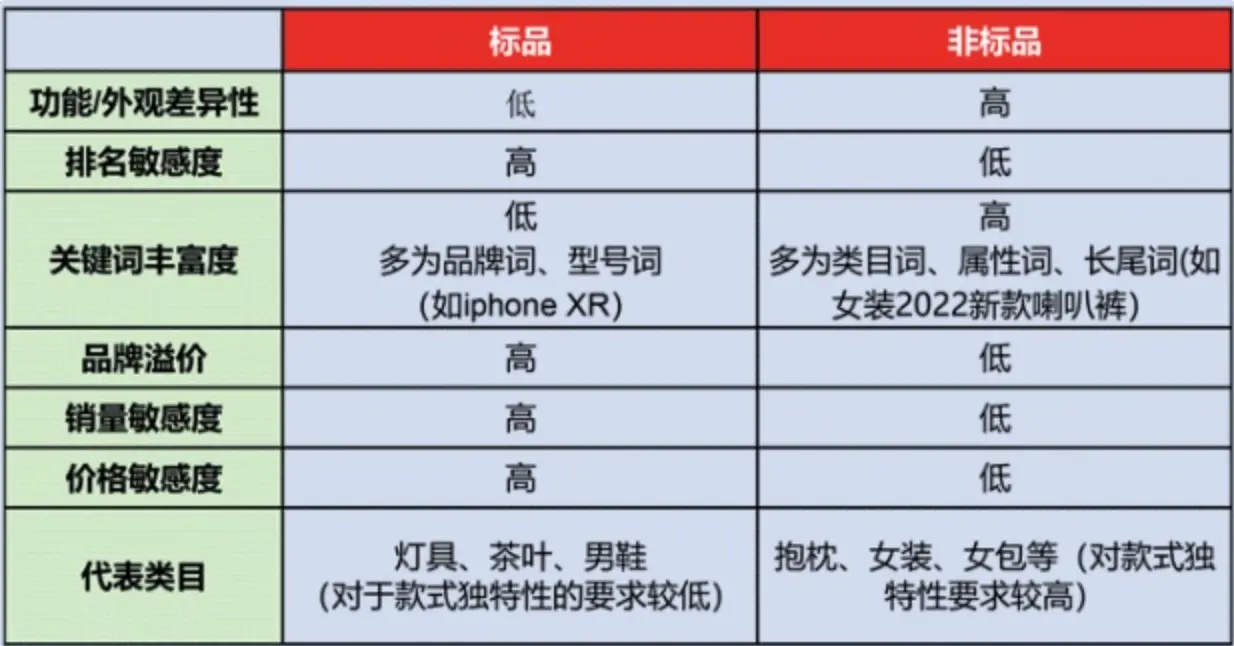 标品
非标品
功能/外观差异性
低
高
排名敏感度
高
低
关键词丰富度
低
多为品牌词、型号词
(如iphone XR)
高
多为类目词、属性词、长尾词(如
女装2022新款喇叭裤)
品牌溢价
高
低
销量敏感度
高
低
价格敏感度
高
低
代表类目
灯具、茶叶、男鞋
(对于款式独特性的要求较低)
抱枕、女装、女包等(对款式独
特性要求较高)